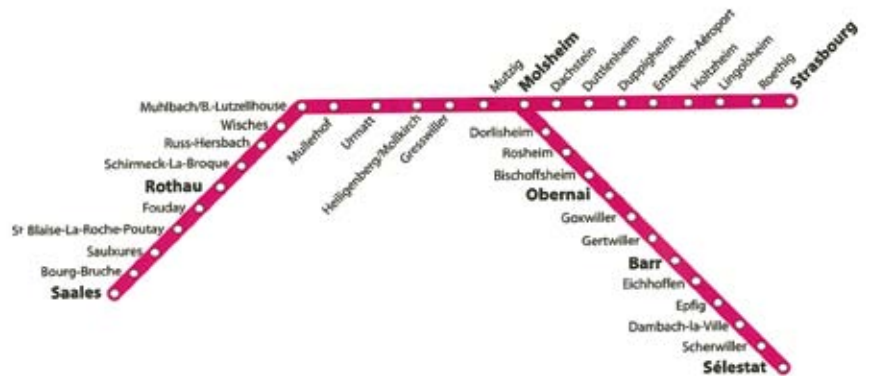 Saales
Bourg-Bruche
Saulxures
St Blaise-La-Roche-Poutay
Fouday
Rothau
Schirmeck-La-Broque
Russ-Hersbach
Wisches
Muhlbach/B.-Lutzellhouse
Mullerhof
Urmatt
Heiligenberg/Mollkirch
Gresswiller
Mutzig
Molsheim
Dachstein
Duttlenheim
Duppigheim
Entzheim-Aéroport
Holtzheim
Lingolsheim
Roethig
Strasbourg
Dorlisheim
Rosheim
Bischoffsheim
Obernai
Goxwiller
Gertwiller
Barr
Eichhoffen
Epfig
Dambach-la-Ville
Scherwiller
Sélestat